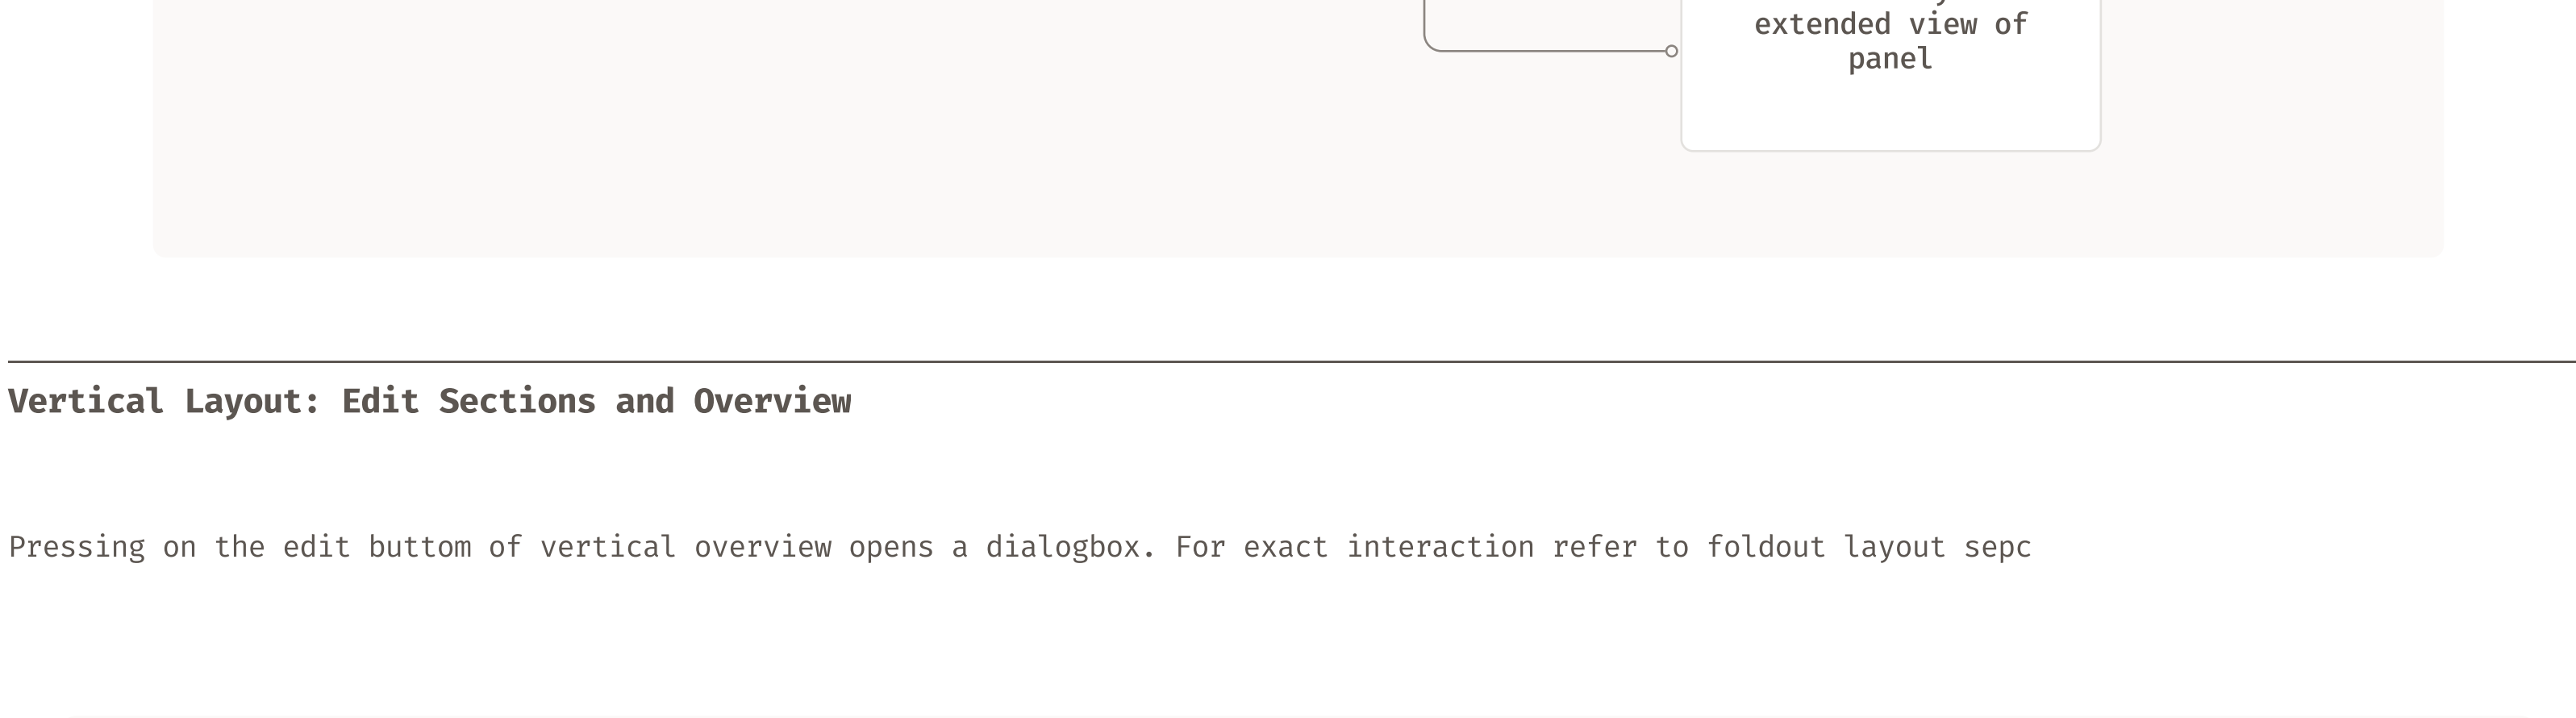 extended view of
panel
Vertical Layout: Edit Sections and Overview
Pressing on the edit buttom of vertical overview opens a dialogbox. For exact interaction refer to foldout layout sepc